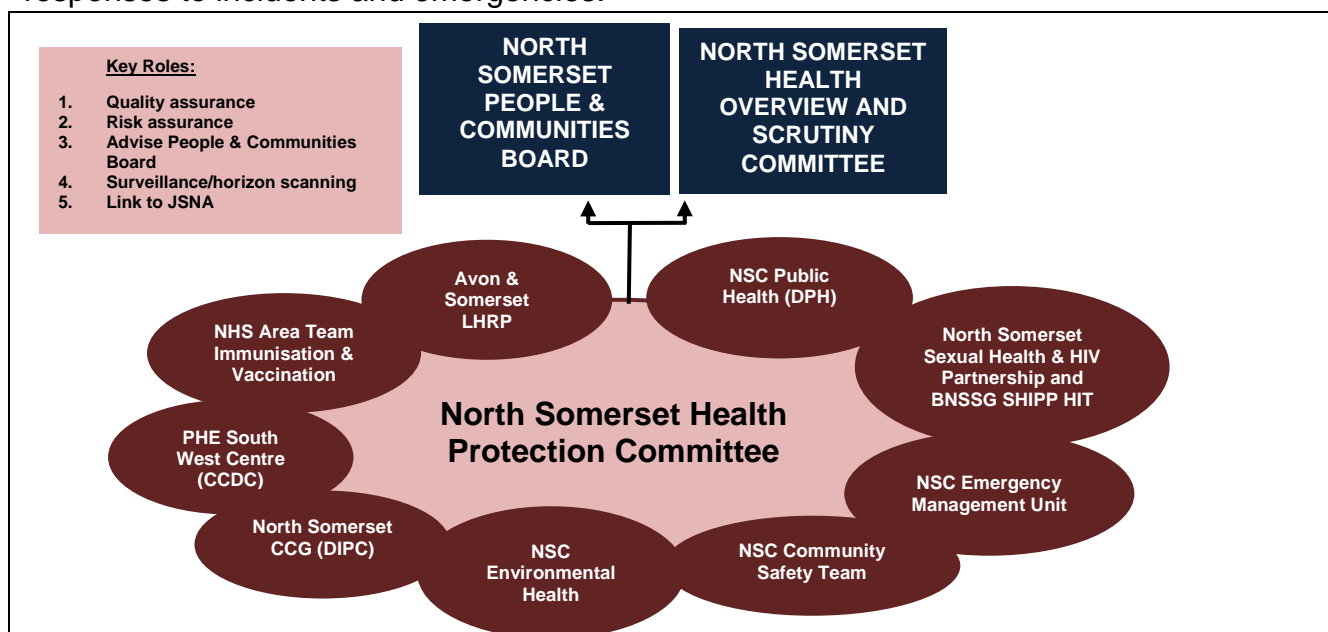 responses to incidents and emergencies.
Key Roles:
1. Quality assurance
2. Risk assurance
3. Advise People & Communities
Board
4. Surveillance/horizon scanning
5. Link to JSNA
NORTH
SOMERSET
PEOPLE &
COMMUNITIES
BOARD
NORTH SOMERSET
HEALTH
OVERVIEW AND
SCRUTINY
COMMITTEE
Avon &
Somerset
LHRP
NSC Public
Health (DPH)
NHS Area Team
Immunisation &
Vaccination
North Somerset
Sexual Health & HIV
Partnership and
BNSSG SHIPP HIT
North Somerset Health
Protection Committee
PHE South
West Centre
(CCDC)
NSC Emergency
Management Unit
North Somerset
CCG (DIPC)
NSC
Environmental
Health
NSC Community
Safety Team